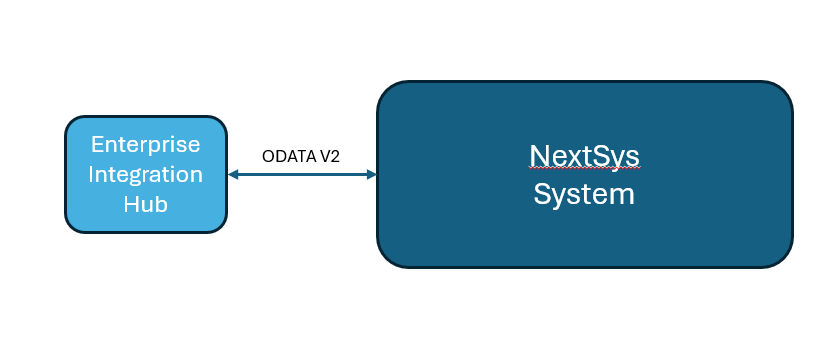 Enterprise
Integration
Hub
ODATA V2
NextSys
System